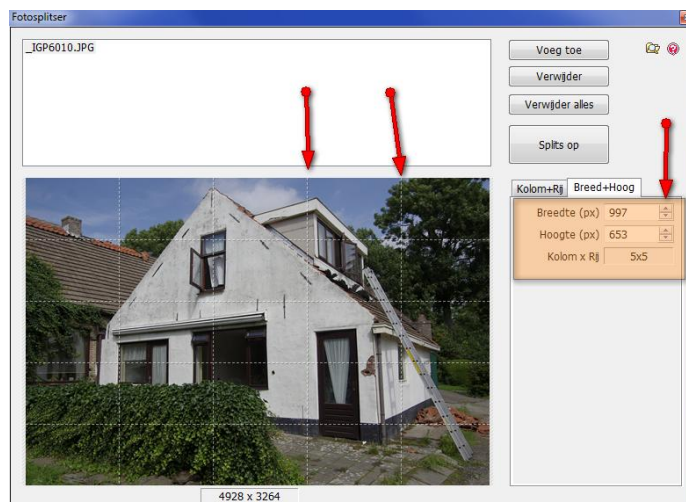 Fotosplitser
_IGP6010.JPG
Voeg toe
Verwijder
Verwijder alles
Splits op
Kolom+Rij
Breed+Hoog
Breedte (px) 997
Hoogte (px) 653
Kolom x Rij 5x5
4928 x 3264